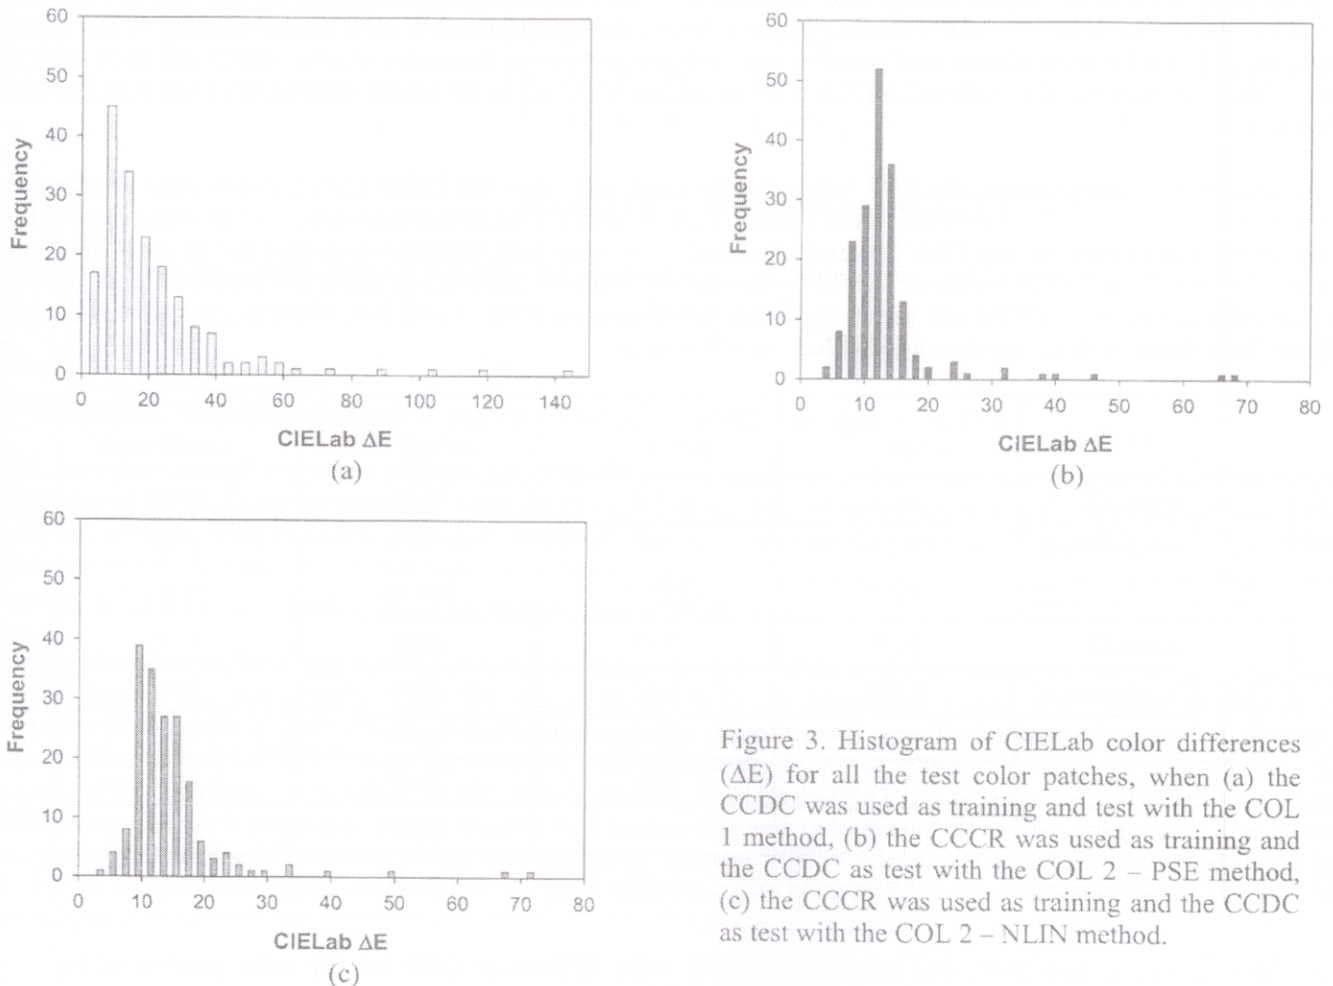 60
50
40
30
20
10
0
Frequency
0 20 40 60 80 100 120 140
CIELab ΔE
(a)
60
50
40
30
20
10
0
Frequency
0 10 20 30 40 50 60 70 80
CIELab ΔE
(b)
60
50
40
30
20
10
0
Frequency
0 10 20 30 40 50 60 70 80
CIELab ΔE
(c)
Figure 3. Histogram of CIELab color differences
(ΔE) for all the test color patches, when (a) the
CCDC was used as training and test with the COL
1 method, (b) the CCCR was used as training and
the CCDC as test with the COL 2 – PSE method,
(c) the CCCR was used as training and the CCDC
as test with the COL 2 – NLIN method.